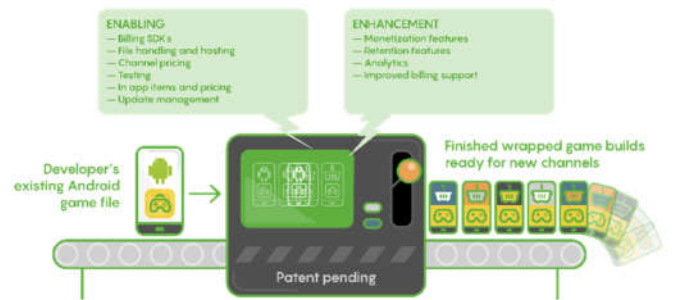 ENABLING
— Billing SDKs
— File handling and hosting
— Channel pricing
— Testing
— In app items and pricing
— Update management
ENHANCEMENT
— Monetization features
— Retention features
— Analytics
— Improved billing support
Developer's
existing Android
game file
Finished wrapped game builds
ready for new channels
Patent pending